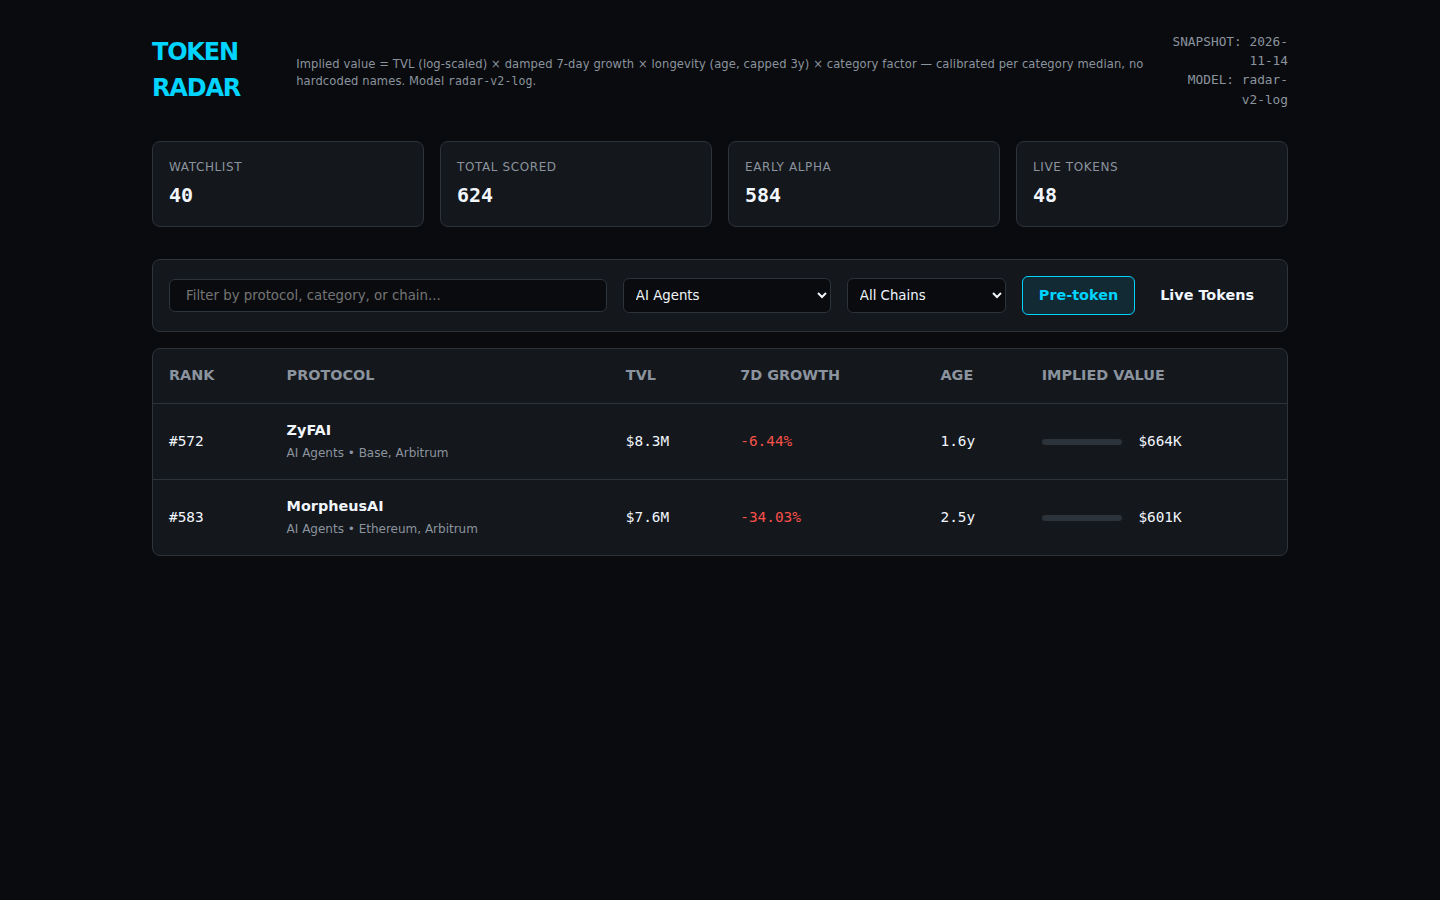 TOKEN
RADAR
Implied value = TVL (log-scaled) × damped 7-day growth × longevity (age, capped 3y) × category factor — calibrated per category median, no
hardcoded names. Model radar-v2-log.
SNAPSHOT: 2026-
11-14
MODEL: radar-
v2-log
WATCHLIST
40
TOTAL SCORED
624
EARLY ALPHA
584
LIVE TOKENS
48
Filter by protocol, category, or chain...
AI Agents
All Chains
Pre-token
Live Tokens
RANK PROTOCOL TVL 7D GROWTH AGE IMPLIED VALUE
#572 ZyFAI $8.3M -6.44% 1.6y $664K
AI Agents • Base, Arbitrum
#583 MorpheusAI $7.6M -34.03% 2.5y $601K
AI Agents • Ethereum, Arbitrum